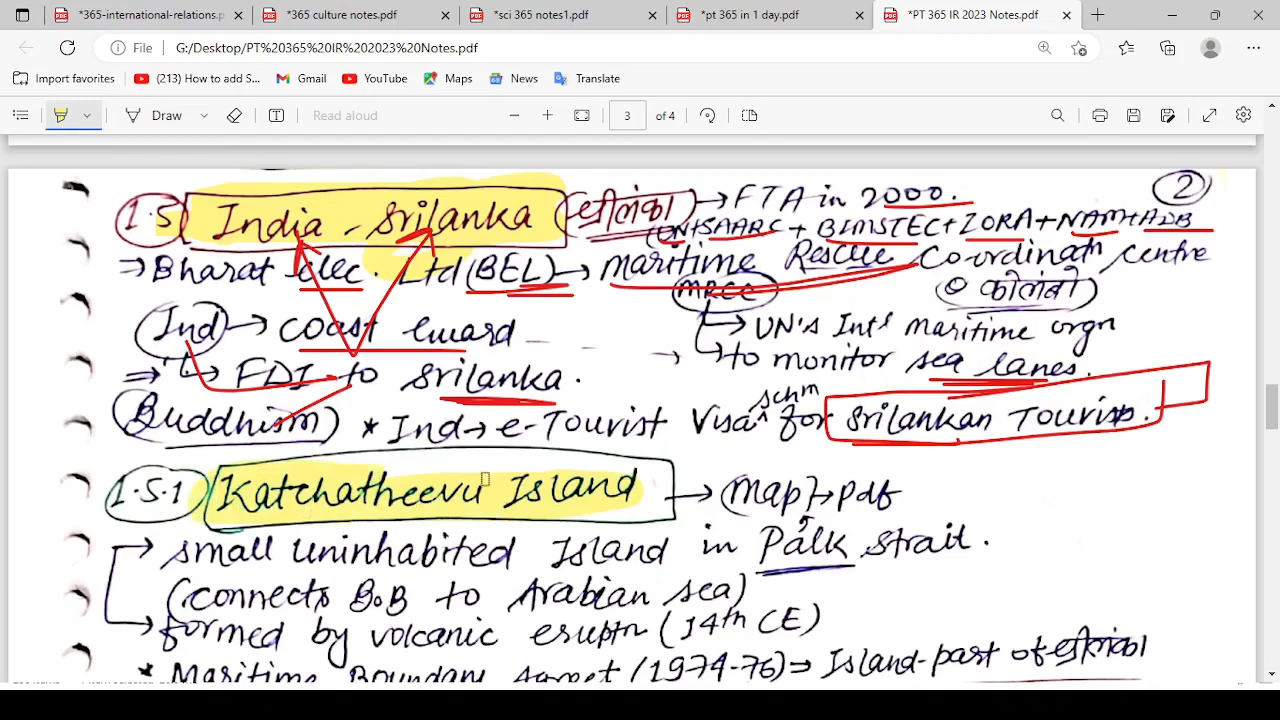 *365-international-relations.p
*365 culture notes.pdf
*sci 365 notes1.pdf
*pt 365 in 1 day.pdf
*PT 365 IR 2023 Notes.pdf
File G:/Desktop/PT%20365%20IR%202023%20Notes.pdf
Import favorites (213) How to add S... Gmail YouTube Maps News Translate
Draw Read aloud 3 of 4
2
1.5 India - Srilanka (श्रीलंका) → FTA in 2000.
(UN+SAARC + BIMSTEC + IORA + NAM + ADB
⇒ Bharat elec. Ltd (BEL) → maritime Rescue Co-ordinatn centre
MRCC @ कोलंबो
Ind → coast Guard
→ UN's Intl maritime orgn
→ to monitor sea lanes.
⇒ → FDI to Srilanka.
(Buddhism) * Ind → e-Tourist Visa schm for Srilankan Tourist.
1.5.1 Katchatheevu Island → (map) → pdf
→ small uninhabited Island in Palk strait.
(connects B.o.B to Arabian sea)
→ formed by volcanic eruptn (14th CE)
* Maritime Boundary Agreet (1974-76) ⇒ Island-part of श्रीलंका